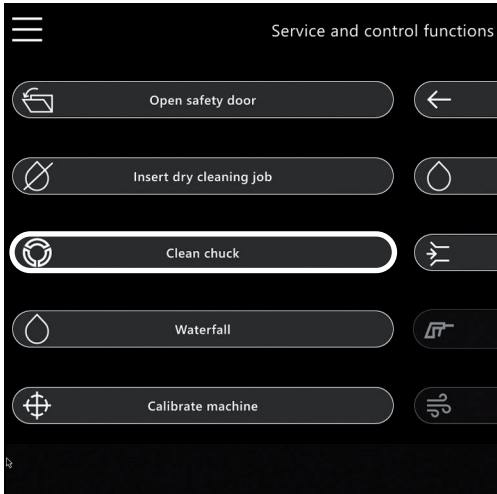 Service and control functions
Open safety door
Insert dry cleaning job
Clean chuck
Waterfall
Calibrate machine